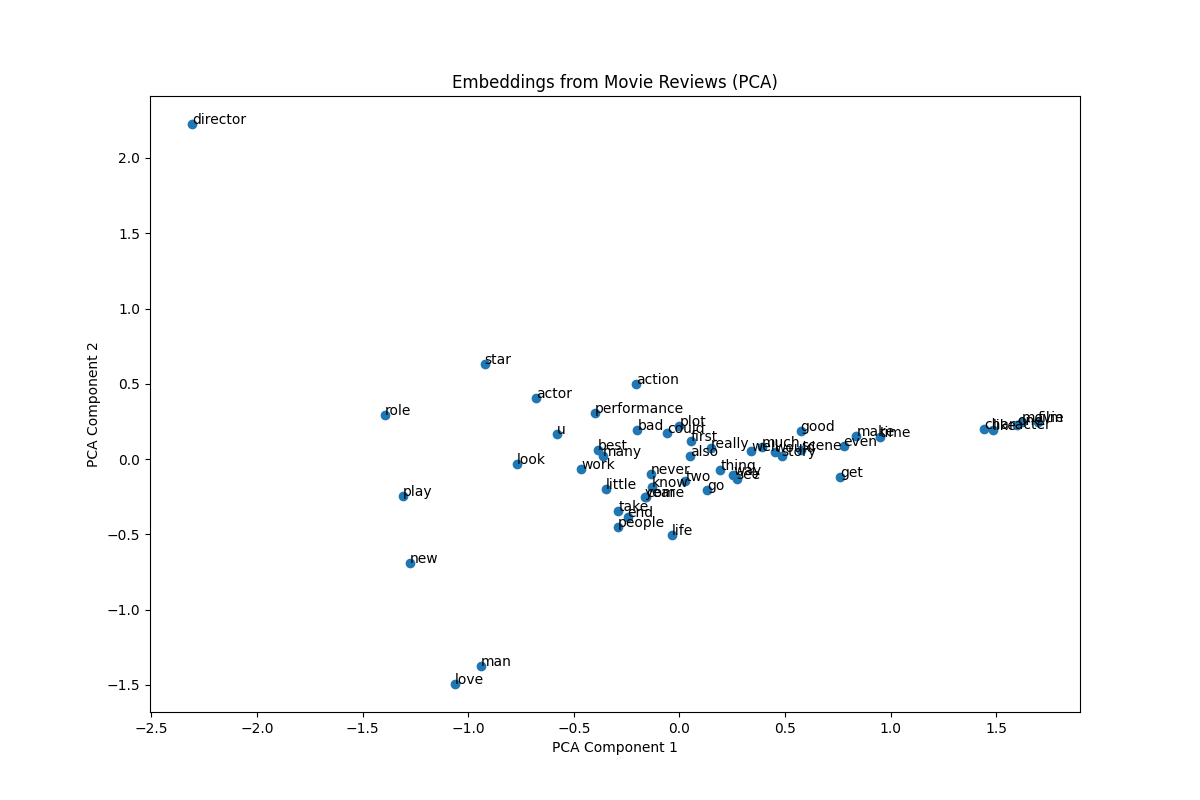 Embeddings from Movie Reviews (PCA)
director
2.0
1.5
1.0
star
action
0.5
actor
role
performance
plot
film
movie
one
character
like
good
bad
could
u
make
time
first
even
really
much
scene
well
best
many
also
story
0.0
look
work
thing
way
see
never
get
two
know
little
go
play
year
come
take
end
people
−0.5
life
new
−1.0
man
love
−1.5
−2.5 −2.0 −1.5 −1.0 −0.5 0.0 0.5 1.0 1.5
PCA Component 1
PCA Component 2